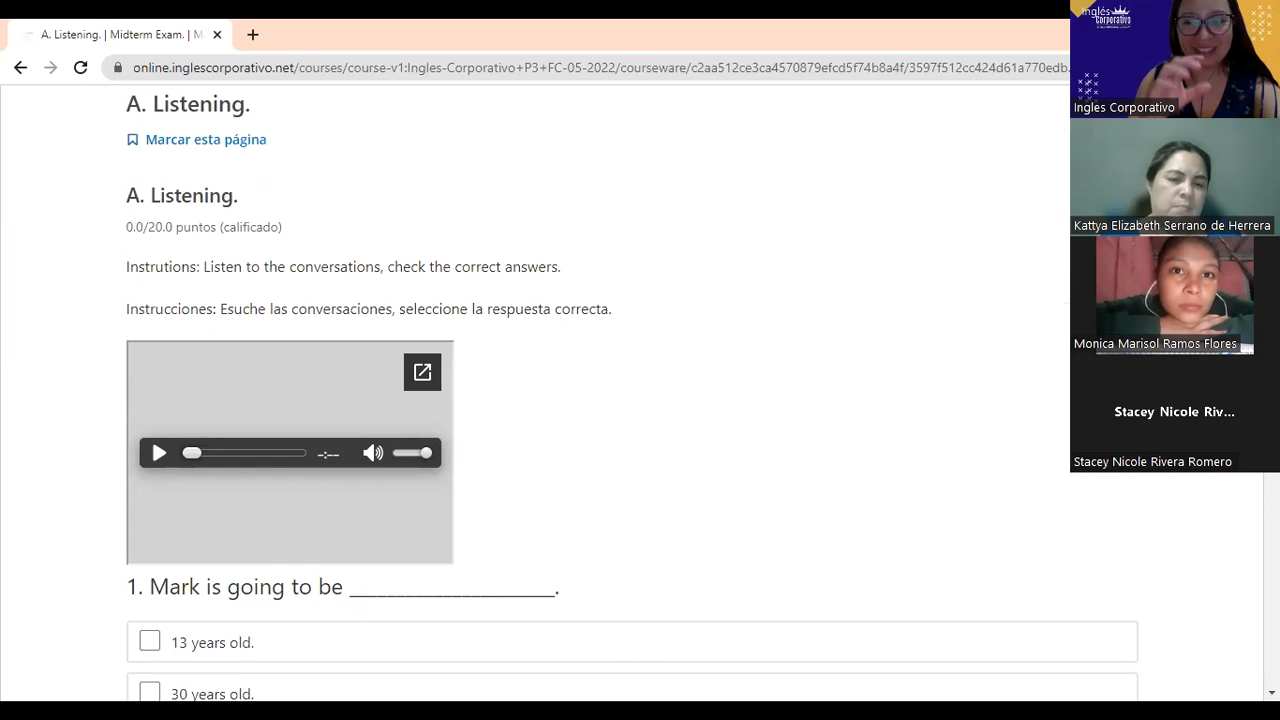 A. Listening. | Midterm Exam. | M
online.inglescorporativo.net/courses/course-v1:Ingles-Corporativo+P3+FC-05-2022/courseware/c2aa512ce3ca4570879efcd5f74b8a4f/3597f512cc424d61a770edb.
A. Listening.
Marcar esta página
A. Listening.
0.0/20.0 puntos (calificado)
Instrutions: Listen to the conversations, check the correct answers.
Instrucciones: Esuche las conversaciones, seleccione la respuesta correcta.
-:--
1. Mark is going to be ____________________.
13 years old.
30 years old.
Inglés
corporativo
Ingles Corporativo
Kattya Elizabeth Serrano de Herrera
Monica Marisol Ramos Flores
Stacey Nicole Riv...
Stacey Nicole Rivera Romero